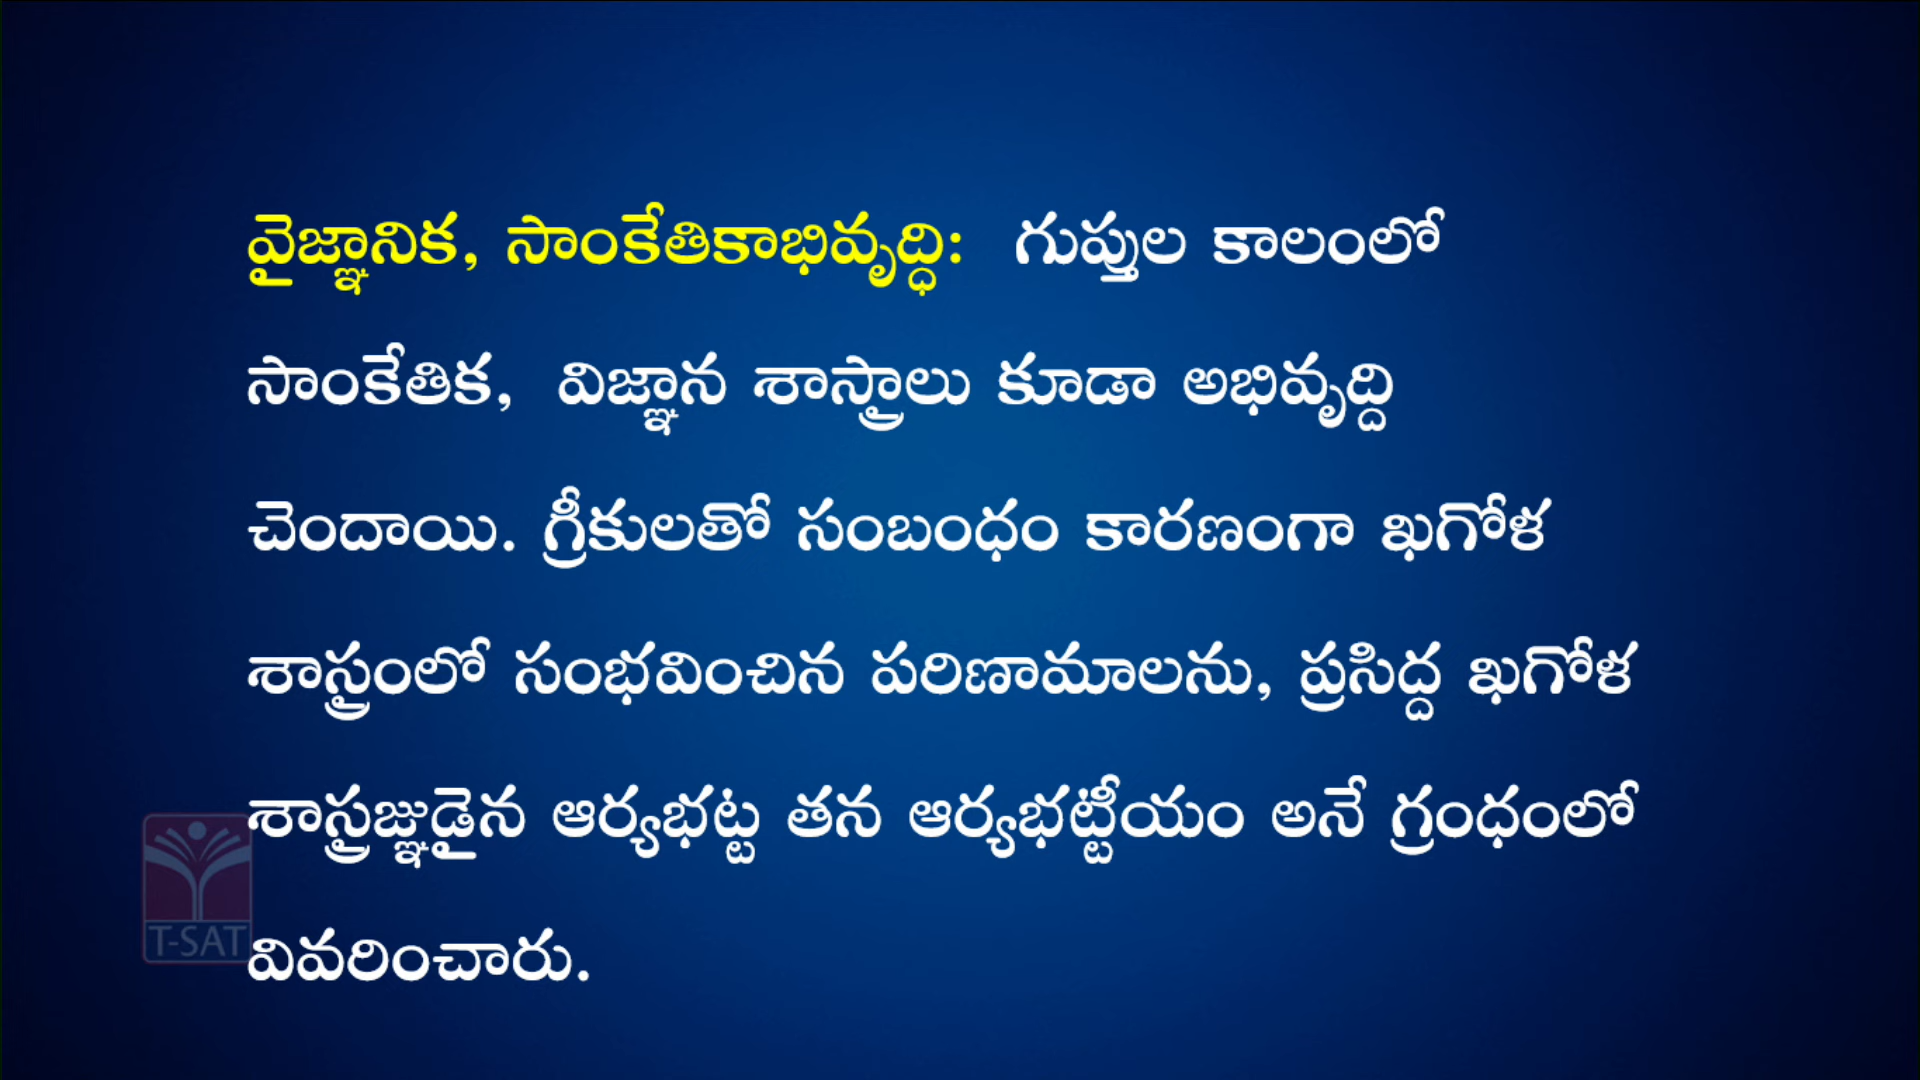 వైజ్ఞానిక, సాంకేతికాభివృద్ధి: గుప్తుల కాలంలో
సాంకేతిక, విజ్ఞాన శాస్త్రాలు కూడా అభివృద్ది
చెందాయి. గ్రీకులతో సంబంధం కారణంగా ఖగోళ
శాస్త్రంలో సంభవించిన పరిణామాలను, ప్రసిద్ద ఖగోళ
శాస్త్రజ్ఞుడైన ఆర్యభట్ట తన ఆర్యభట్టీయం అనే గ్రంధంలో
వివరించారు.
T-SAT